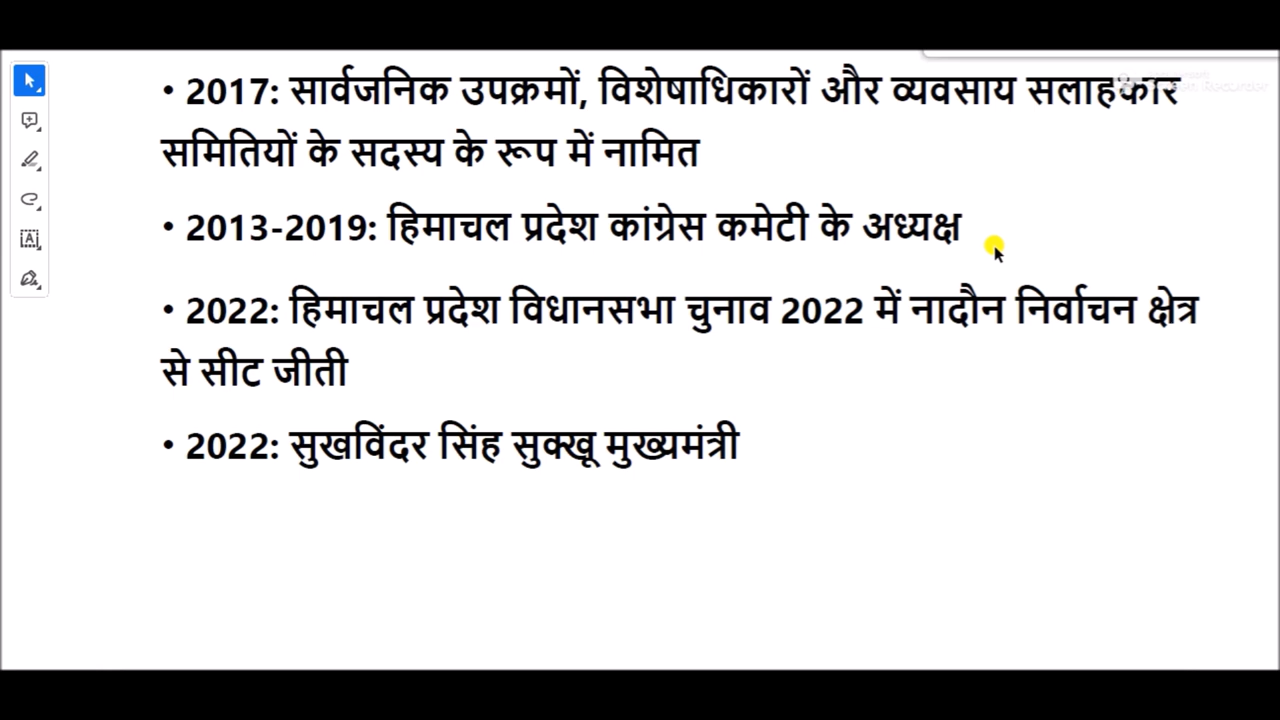 • 2017: सार्वजनिक उपक्रमों, विशेषाधिकारों और व्यवसाय सलाहकार
समितियों के सदस्य के रूप में नामित
• 2013-2019: हिमाचल प्रदेश कांग्रेस कमेटी के अध्यक्ष
• 2022: हिमाचल प्रदेश विधानसभा चुनाव 2022 में नादौन निर्वाचन क्षेत्र
से सीट जीती
• 2022: सुखविंदर सिंह सुक्खू मुख्यमंत्री